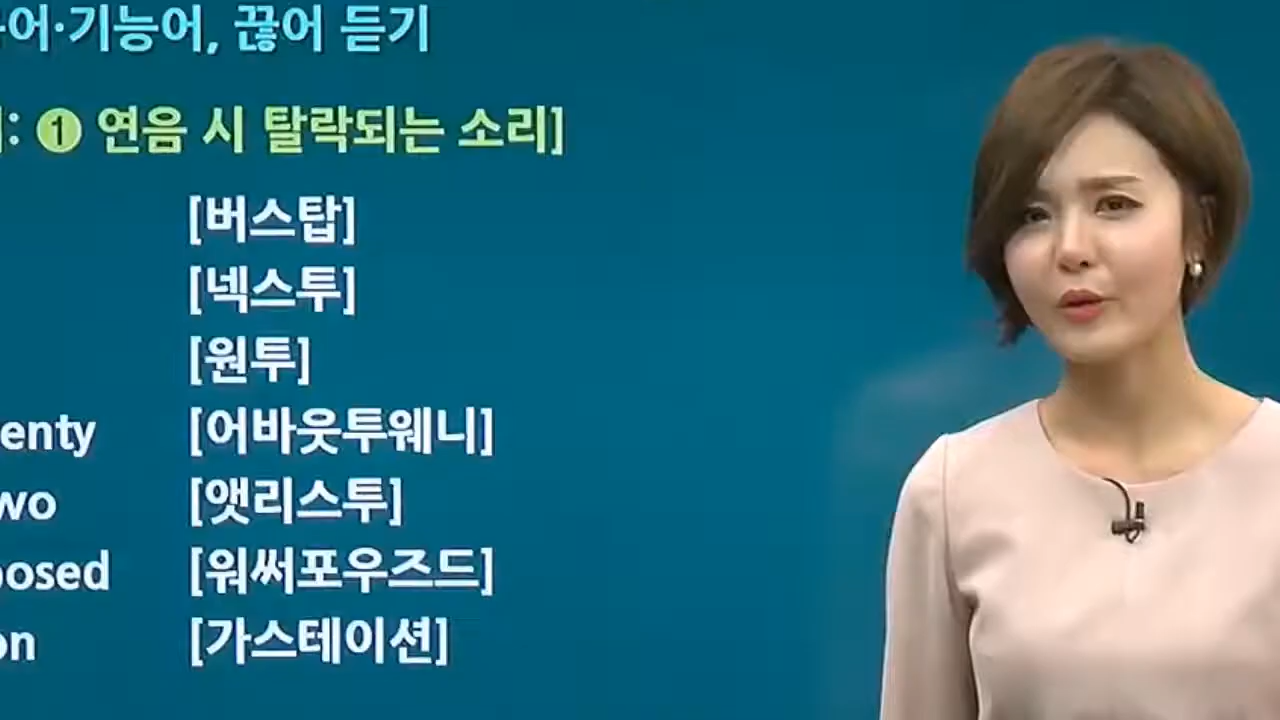 어·기능어, 끊어 듣기
: ❶ 연음 시 탈락되는 소리]
[버스탑]
[넥스투]
[원투]
enty [어바웃투웨니]
wo [앳리스투]
posed [워써포우즈드]
on [가스테이션]